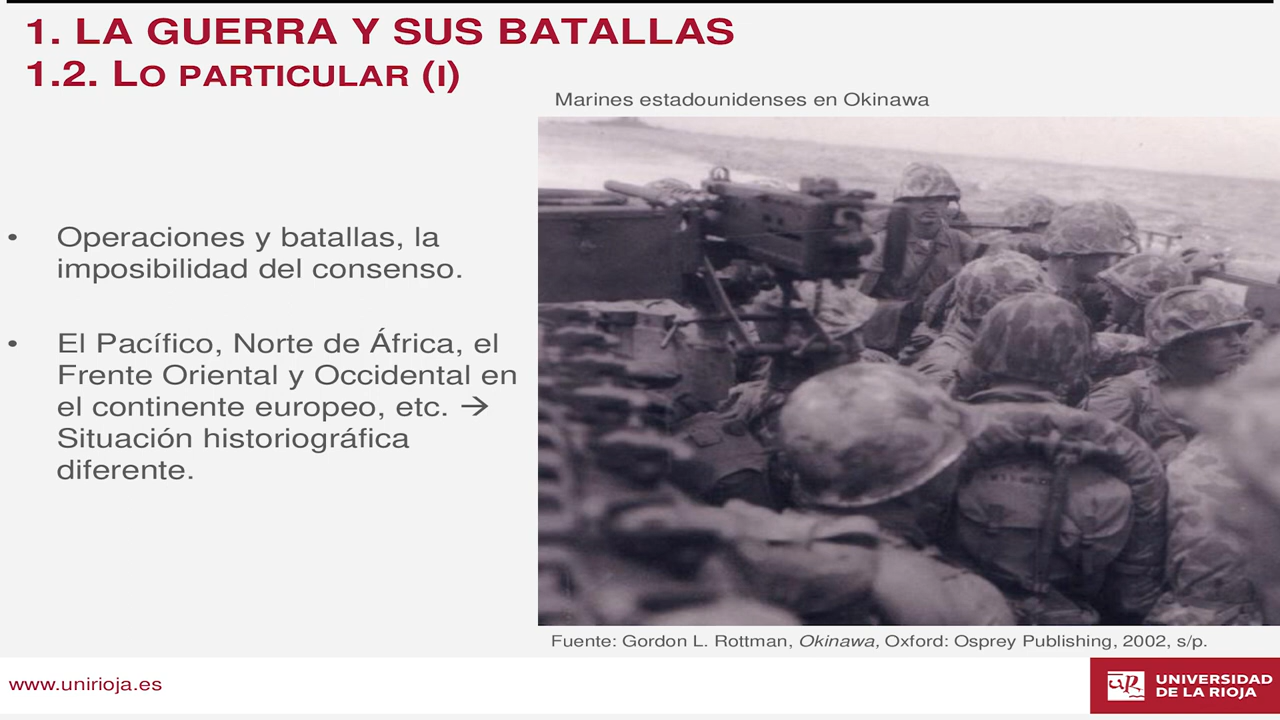 1. LA GUERRA Y SUS BATALLAS
1.2. LO PARTICULAR (I)
Marines estadounidenses en Okinawa
• Operaciones y batallas, la
imposibilidad del consenso.
• El Pacífico, Norte de África, el
Frente Oriental y Occidental en
el continente europeo, etc. →
Situación historiográfica
diferente.
Fuente: Gordon L. Rottman, Okinawa, Oxford: Osprey Publishing, 2002, s/p.
www.unirioja.es
UR
UNIVERSIDAD
DE LA RIOJA